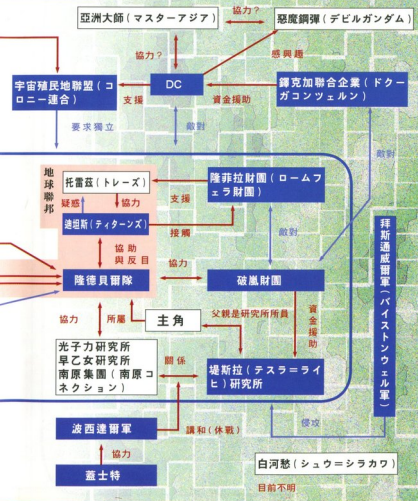 亞洲大師(マスターアジア)
協力?
惡魔鋼彈(デビルガンダム)
協力?
感興趣
宇宙殖民地聯盟(コ
ロニー連合)
支援
DC
資金援助
鐸克加聯合企業(ドクー
ガコンツェルン)
要求獨立
敵對
敵對
地球聯邦
托雷茲(トレーズ)
支援
隆菲拉財團(ロームフ
ェラ財團)
疑惑
協力
迪坦斯(ティターンズ)
接觸
敵對
協助
與反目
拜斯通威爾軍(バイストンウェル軍)
隆德貝爾隊
協力
破嵐財團
協力
所屬
主角
父親是研究所所員
資金援助
光子力研究所
早乙女研究所
南原集團(南原コ
ネクション)
關係
堤斯拉(テスラ=ライ
ヒ)研究所
波西達爾軍
講和(休戰)
侵攻
協力
蓋士特
白河愁(シュウ=シラカワ)
目前不明